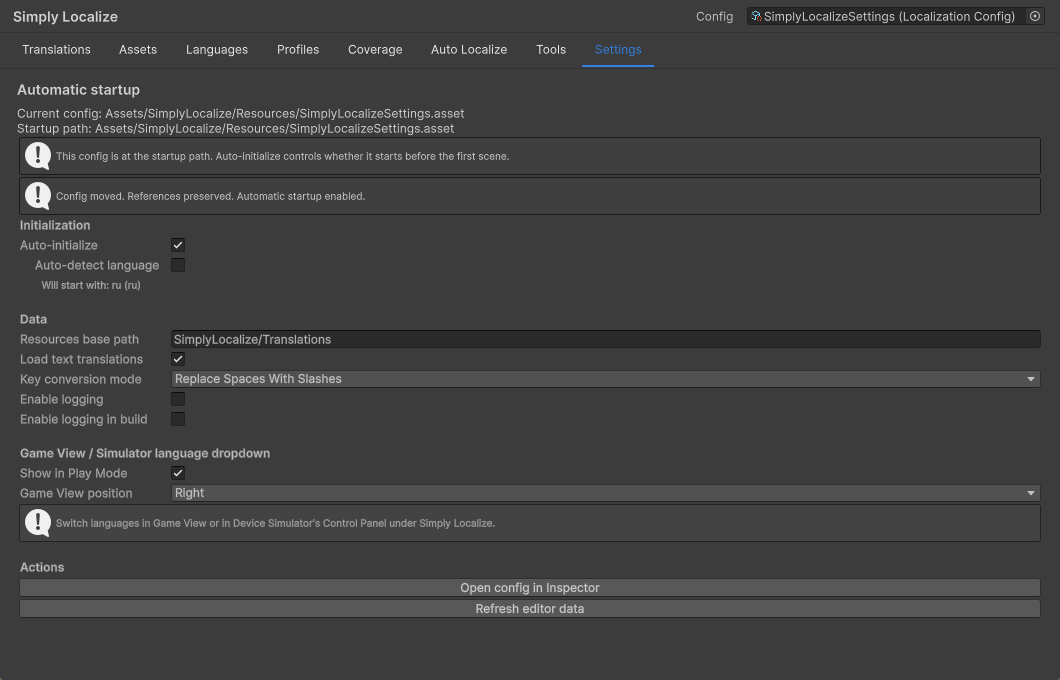 Simply Localize
Config SimplyLocalizeSettings (Localization Config)
Translations Assets Languages Profiles Coverage Auto Localize Tools Settings
Automatic startup
Current config: Assets/SimplyLocalize/Resources/SimplyLocalizeSettings.asset
Startup path: Assets/SimplyLocalize/Resources/SimplyLocalizeSettings.asset
This config is at the startup path. Auto-initialize controls whether it starts before the first scene.
Config moved. References preserved. Automatic startup enabled.
Initialization
Auto-initialize
Auto-detect language
Will start with: ru (ru)
Data
Resources base path SimplyLocalize/Translations
Load text translations
Key conversion mode Replace Spaces With Slashes
Enable logging
Enable logging in build
Game View / Simulator language dropdown
Show in Play Mode
Game View position Right
Switch languages in Game View or in Device Simulator's Control Panel under Simply Localize.
Actions
Open config in Inspector
Refresh editor data